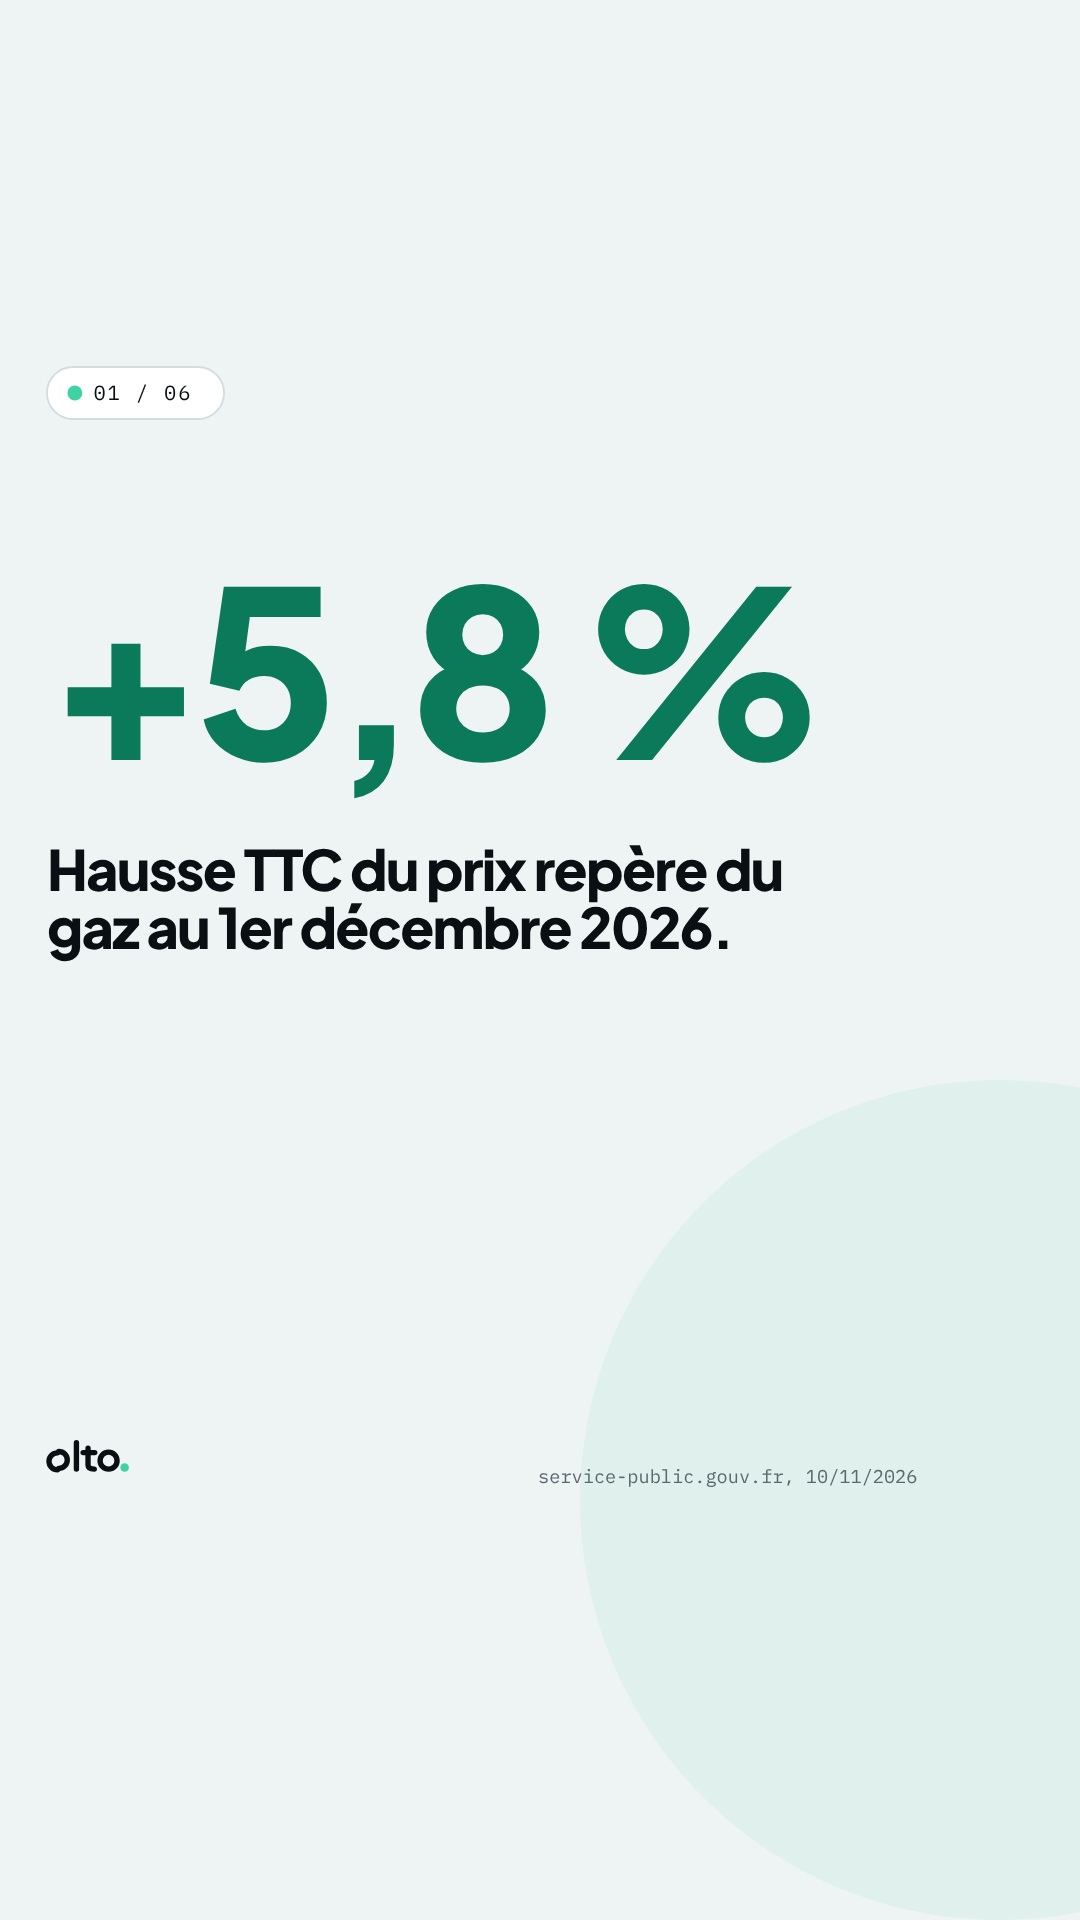 01 / 06
+5,8 %
Hausse TTC du prix repère du
gaz au 1er décembre 2026.
olto.
service-public.gouv.fr, 10/11/2026